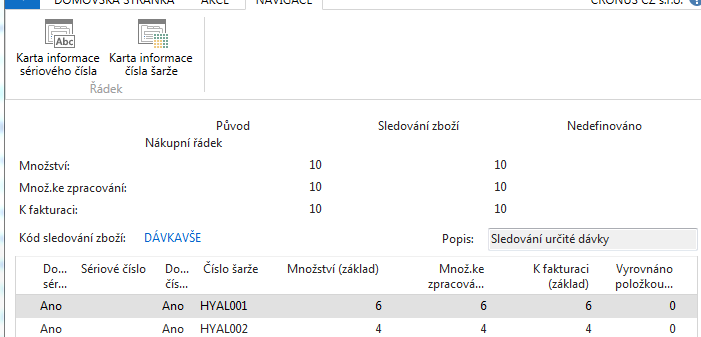 DOMOVSKÁ STRÁNKA AKCE NAVIGACE CRONUS CZ s.r.o.
Karta informace sériového čísla
Karta informace čísla šarže
Řádek
Původ Sledování zboží Nedefinováno
Nákupní řádek
Množství: 10 10
Množ.ke zpracování: 10 10
K fakturaci: 10 10
Kód sledování zboží: DÁVKAVŠE Popis: Sledování určité dávky
Do... Sériové číslo Do... Číslo šarže Množství (základ) Množ.ke K fakturaci Vyrovnáno
sér... čís... zpracová... (základ) položkou...
Ano Ano HYAL001 6 6 6 0
Ano Ano HYAL002 4 4 4 0